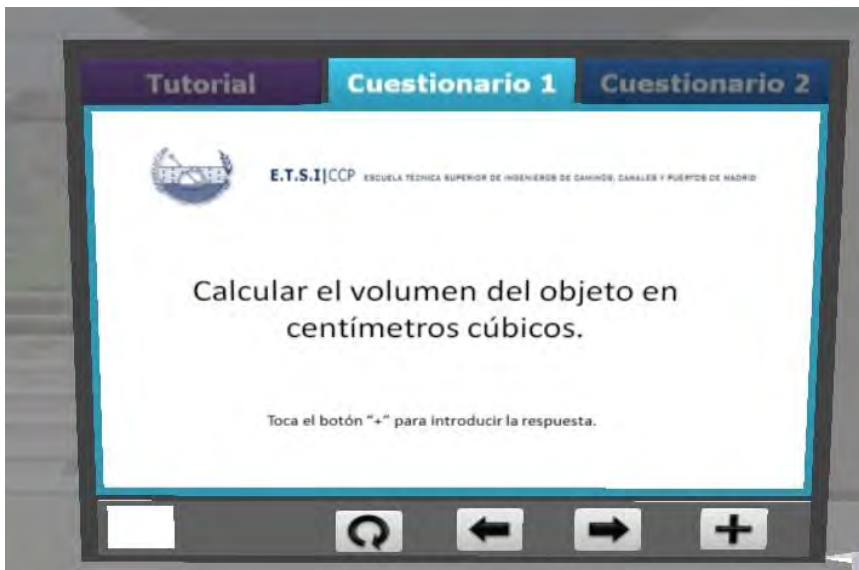 Tutorial
Cuestionario 1
Cuestionario 2
E.T.S.I|CCP ESCUELA TÉCNICA SUPERIOR DE INGENIEROS DE CAMINOS, CANALES Y PUERTOS DE MADRID
Calcular el volumen del objeto en
centímetros cúbicos.
Toca el botón "+" para introducir la respuesta.